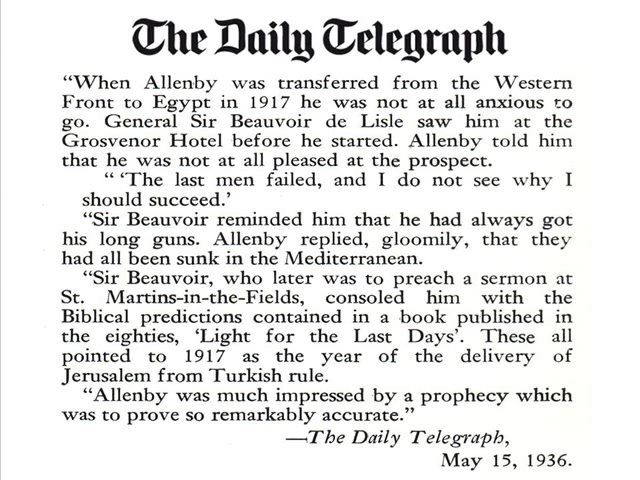 The Daily Telegraph
“When Allenby was transferred from the Western
Front to Egypt in 1917 he was not at all anxious to
go. General Sir Beauvoir de Lisle saw him at the
Grosvenor Hotel before he started. Allenby told him
that he was not at all pleased at the prospect.
“ ‘The last men failed, and I do not see why I
should succeed.’
“Sir Beauvoir reminded him that he had always got
his long guns. Allenby replied, gloomily, that they
had all been sunk in the Mediterranean.
“Sir Beauvoir, who later was to preach a sermon at
St. Martins-in-the-Fields, consoled him with the
Biblical predictions contained in a book published in
the eighties, ‘Light for the Last Days’. These all
pointed to 1917 as the year of the delivery of
Jerusalem from Turkish rule.
“Allenby was much impressed by a prophecy which
was to prove so remarkably accurate.”
—The Daily Telegraph,
May 15, 1936.